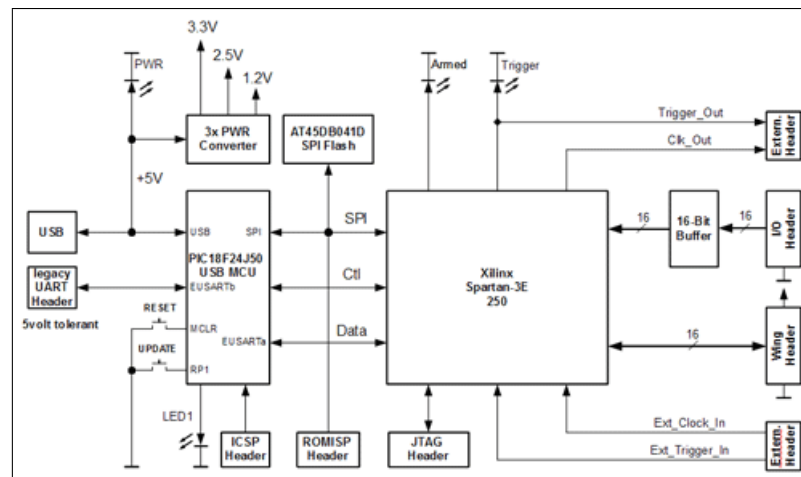 3.3V
PWR
2.5V
1.2V
Armed
Trigger
3x PWR
Converter
AT45DB041D
SPI Flash
Trigger_Out
Clk_Out
Extern.
Header
+5V
USB
USB
SPI
SPI
PIC18F24J50
USB MCU
legacy
UART
Header
5volt tolerant
EUSARTb
Ctl
Xilinx
Spartan-3E
250
16
16-Bit
Buffer
16
I/O
Header
RESET
MCLR
UPDATE
RP1
EUSARTa
Data
16
Wing
Header
LED1
ICSP
Header
ROMISP
Header
JTAG
Header
Ext_Clock_In
Ext_Trigger_In
Extern.
Header